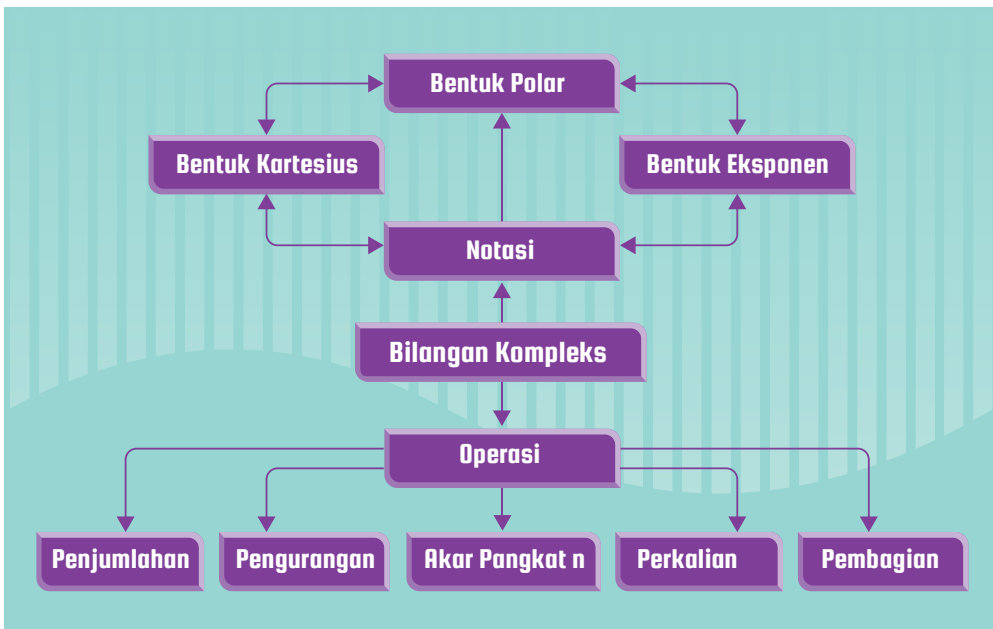 Bentuk Polar
Bentuk Kartesius
Bentuk Eksponen
Notasi
Bilangan Kompleks
Operasi
Penjumlahan
Pengurangan
Akar Pangkat n
Perkalian
Pembagian